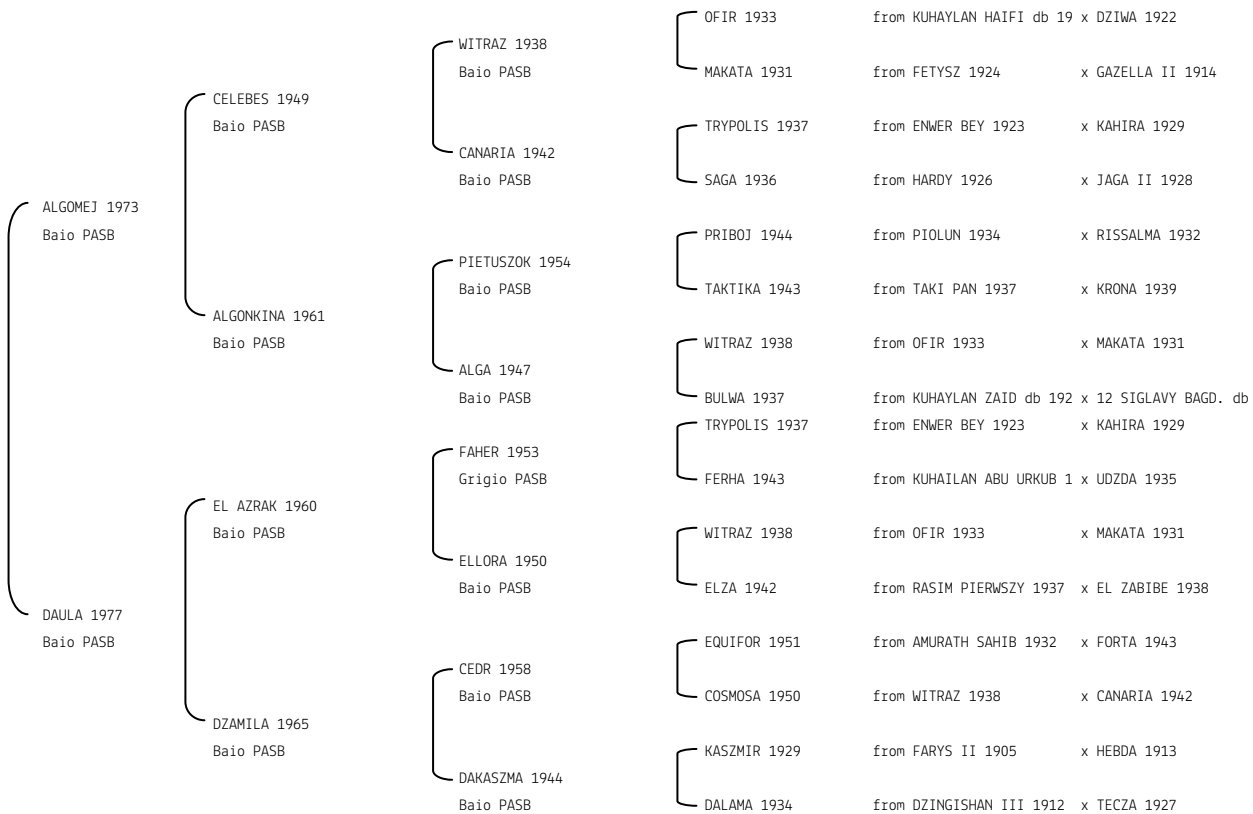 OFIR 1933 from KUHAYLAN HAIFI db 19 x DZIWA 1922
WITRAZ 1938
Baio PASB
MAKATA 1931 from FETYSZ 1924 x GAZELLA II 1914
CELEBES 1949
Baio PASB
TRYPOLIS 1937 from ENWER BEY 1923 x KAHIRA 1929
CANARIA 1942
Baio PASB
SAGA 1936 from HARDY 1926 x JAGA II 1928
ALGOMEJ 1973
Baio PASB
PRIBOJ 1944 from PIOLUN 1934 x RISSALMA 1932
PIETUSZOK 1954
Baio PASB
TAKTIKA 1943 from TAKI PAN 1937 x KRONA 1939
ALGONKINA 1961
Baio PASB
WITRAZ 1938 from OFIR 1933 x MAKATA 1931
ALGA 1947
Baio PASB
BULWA 1937 from KUHAYLAN ZAID db 192 x 12 SIGLAVY BAGD. db
TRYPOLIS 1937 from ENWER BEY 1923 x KAHIRA 1929
FAHER 1953
Grigio PASB
FERHA 1943 from KUHAILAN ABU URKUB 1 x UDZDA 1935
EL AZRAK 1960
Baio PASB
WITRAZ 1938 from OFIR 1933 x MAKATA 1931
ELLORA 1950
Baio PASB
ELZA 1942 from RASIM PIERWSZY 1937 x EL ZABIBE 1938
DAULA 1977
Baio PASB
EQUIFOR 1951 from AMURATH SAHIB 1932 x FORTA 1943
CEDR 1958
Baio PASB
COSMOSA 1950 from WITRAZ 1938 x CANARIA 1942
DZAMILA 1965
Baio PASB
KASZMIR 1929 from FARYS II 1905 x HEBDA 1913
DAKASZMA 1944
Baio PASB
DALAMA 1934 from DZINGISHAN III 1912 x TECZA 1927